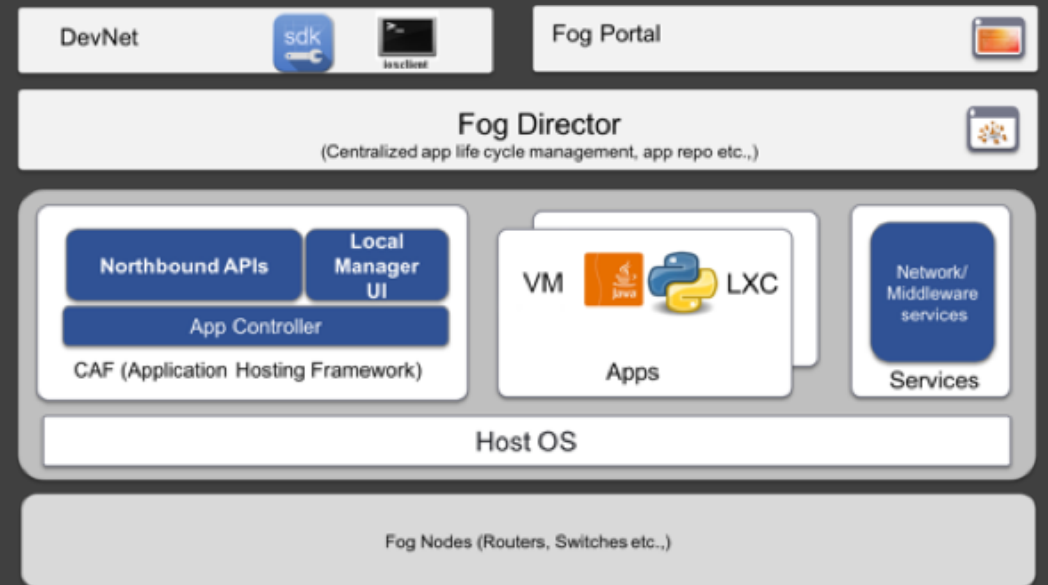 DevNet
sdk
ioxclient
Fog Portal
Fog Director
(Centralized app life cycle management, app repo etc.,)
Northbound APIs
Local
Manager
UI
App Controller
CAF (Application Hosting Framework)
VM
Java
LXC
Apps
Network/
Middleware
services
Services
Host OS
Fog Nodes (Routers, Switches etc.,)